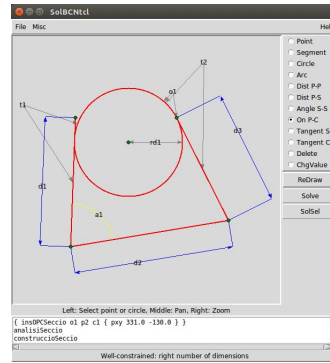 SolBCNtcl
File Misc Hel
Point
Segment
Circle
Arc
Dist P-P
Dist P-S
Angle S-S
On P-C
Tangent S
Tangent C
Delete
ChgValue
ReDraw
Solve
SolSel
t2
o1
t1
rd1
d3
d1
a1
d2
Left: Select point or circle, Middle: Pan, Right: Zoom
{ insOPCSeccio o1 p2 c1 { pxy 331.0 -130.0 } }
analisiSeccio
construccioSeccio
Well-constrained: right number of dimensions